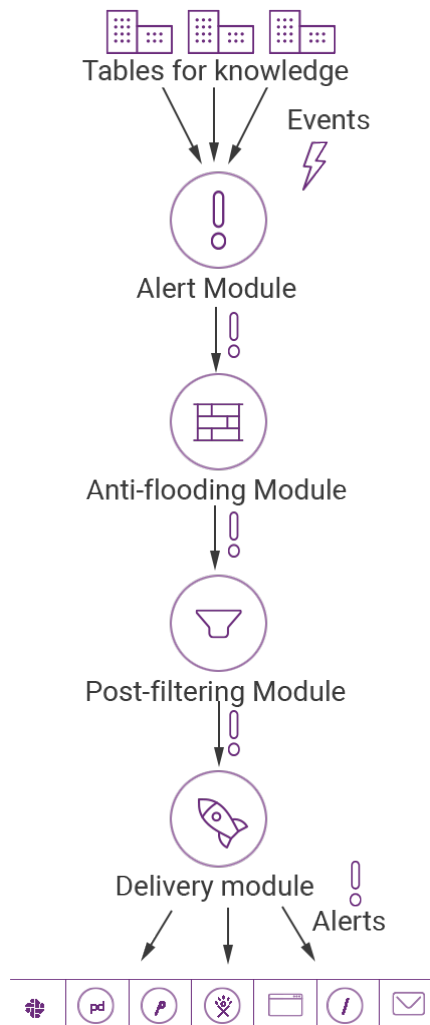 Tables for knowledge
Events
Alert Module
Anti-flooding Module
Post-filtering Module
Delivery module
Alerts
pd